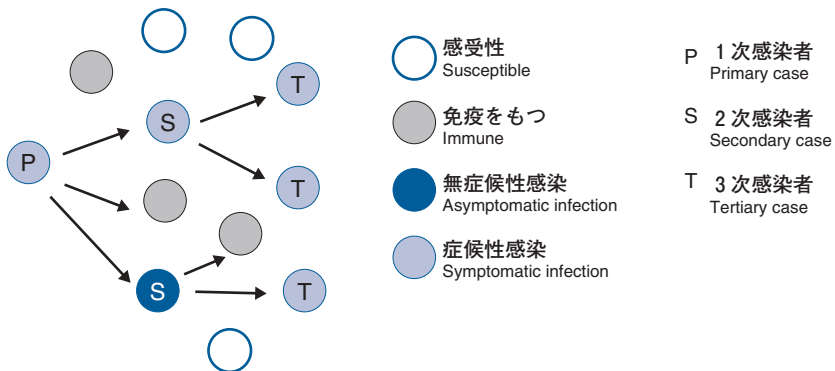 P
S
S
T
T
T
感受性
Susceptible
免疫をもつ
Immune
無症候性感染
Asymptomatic infection
症候性感染
Symptomatic infection
P 1次感染者
Primary case
S 2次感染者
Secondary case
T 3次感染者
Tertiary case